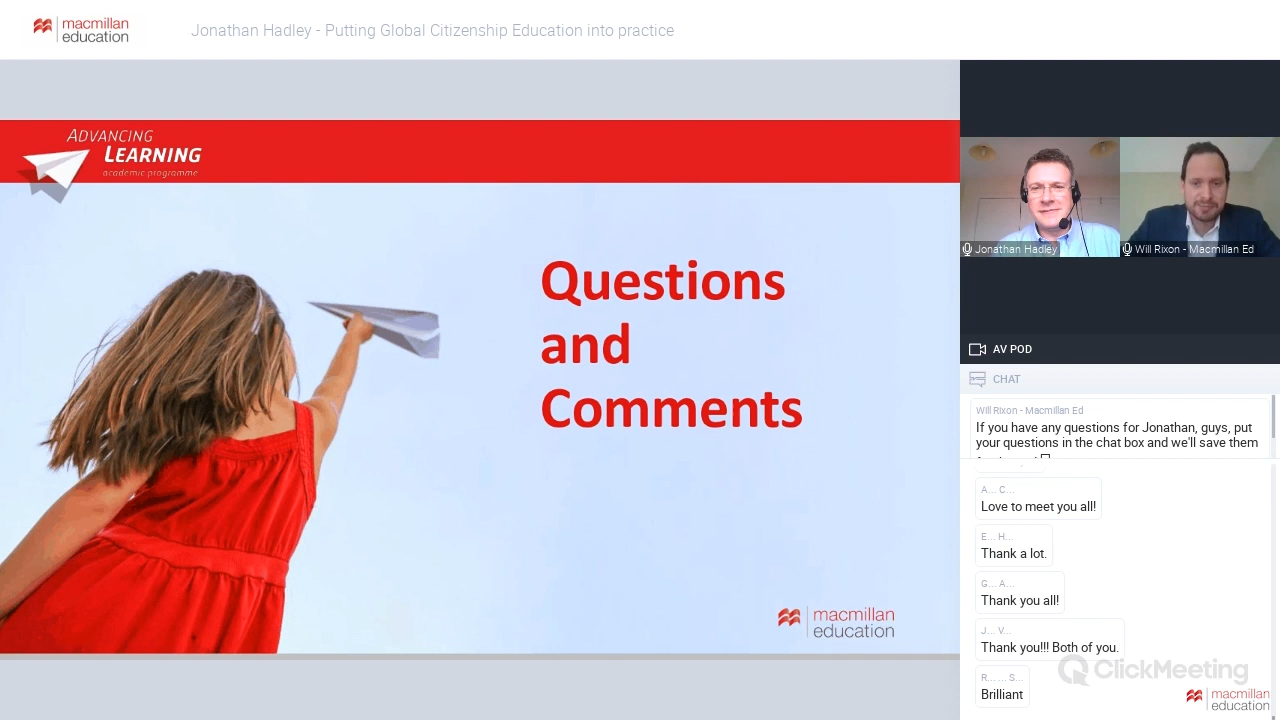 macmillan
education
Jonathan Hadley - Putting Global Citizenship Education into practice
ADVANCING
LEARNING
academic programme
Questions
and
Comments
macmillan
education
Jonathan Hadley
Will Rixon - Macmillan Ed
AV POD
CHAT
Will Rixon - Macmillan Ed
If you have any questions for Jonathan, guys, put
your questions in the chat box and we'll save them
A... C...
Love to meet you all!
E... H...
Thank a lot.
G... A...
Thank you all!
J... V...
Thank you!!! Both of you.
R... ... S...
Brilliant
ClickMeeting
macmillan
education